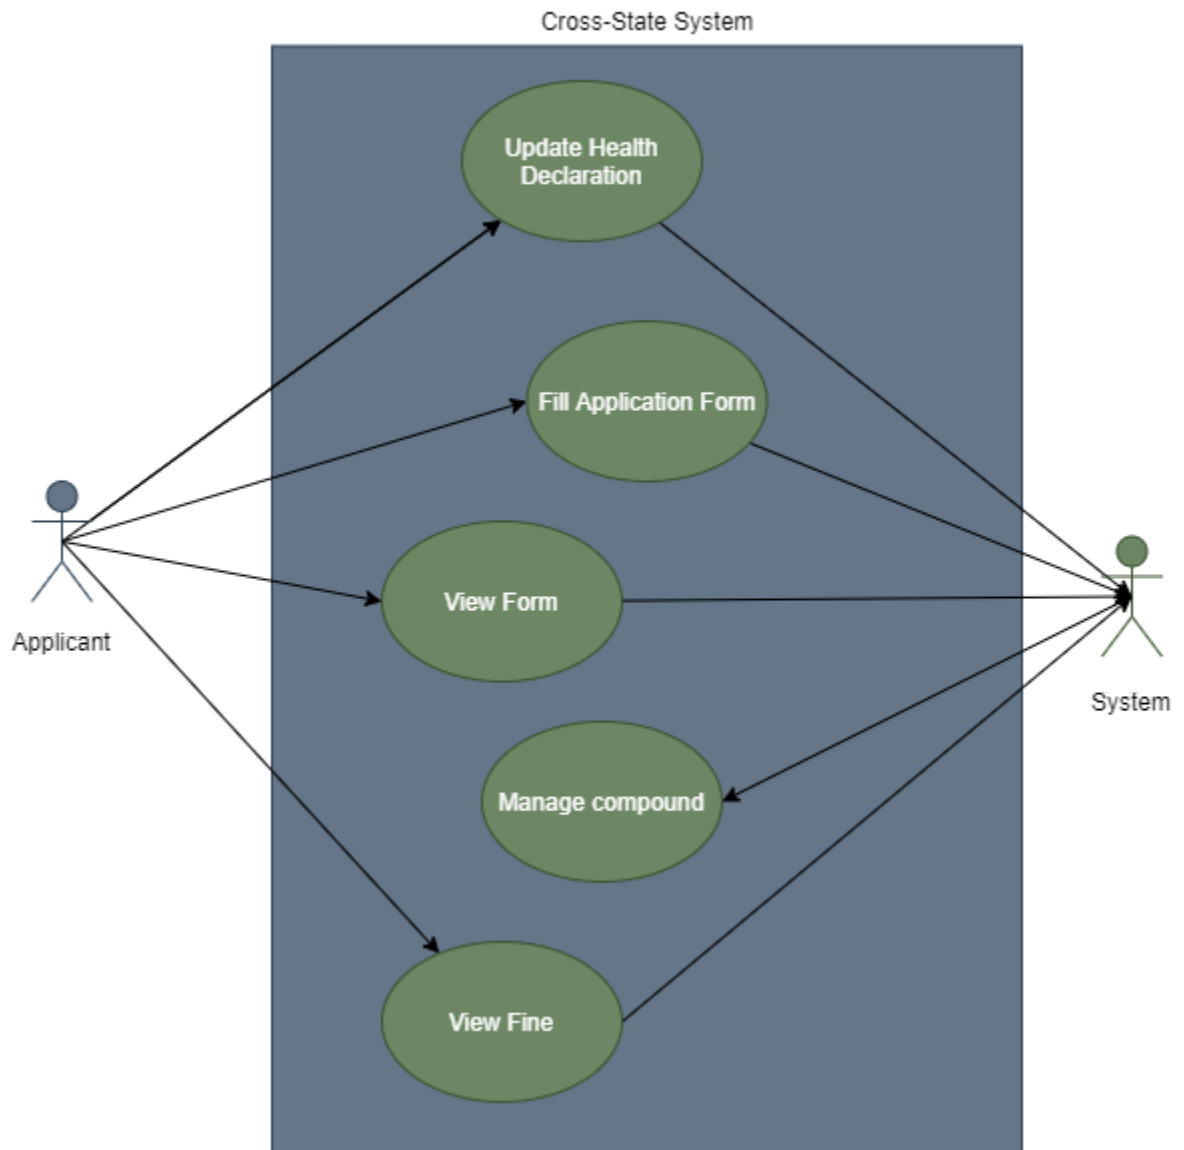 Cross-State System
Update Health
Declaration
Fill Application Form
Applicant
View Form
System
Manage compound
View Fine